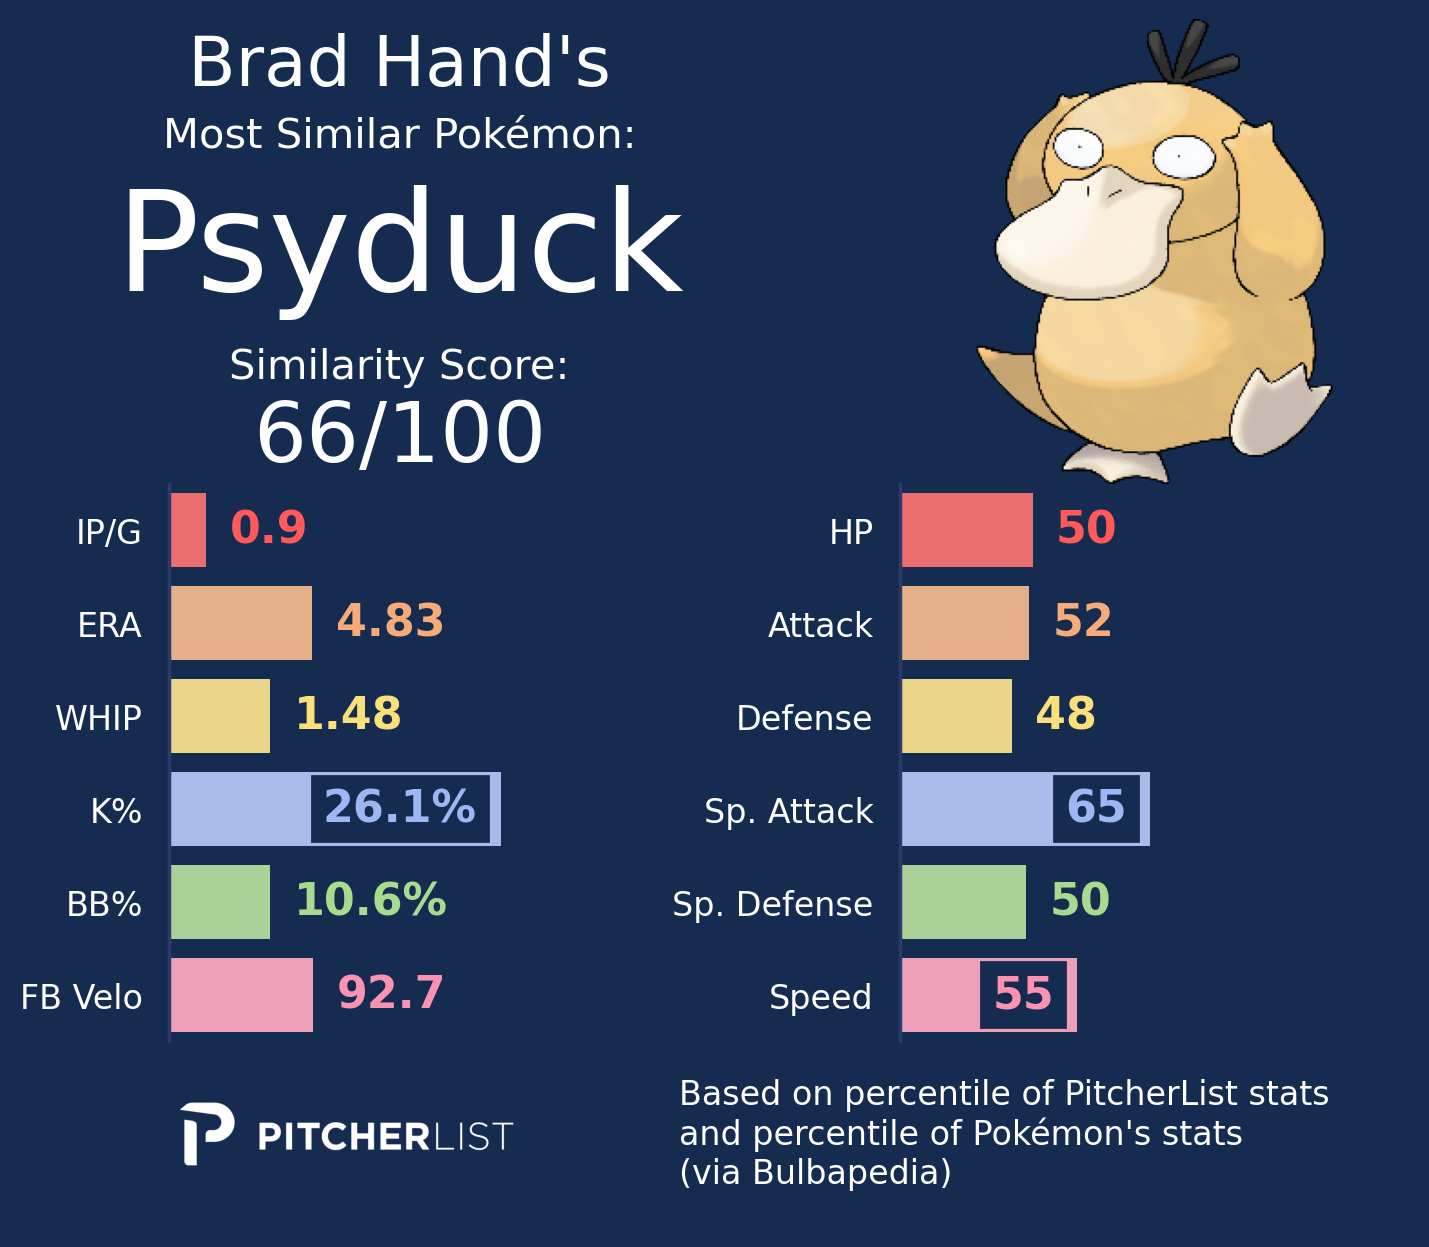 Brad Hand's
Most Similar Pokémon:
Psyduck
Similarity Score:
66/100
IP/G 0.9
ERA 4.83
WHIP 1.48
K% 26.1%
BB% 10.6%
FB Velo 92.7
HP 50
Attack 52
Defense 48
Sp. Attack 65
Sp. Defense 50
Speed 55
PITCHERLIST
Based on percentile of PitcherList stats
and percentile of Pokémon's stats
(via Bulbapedia)